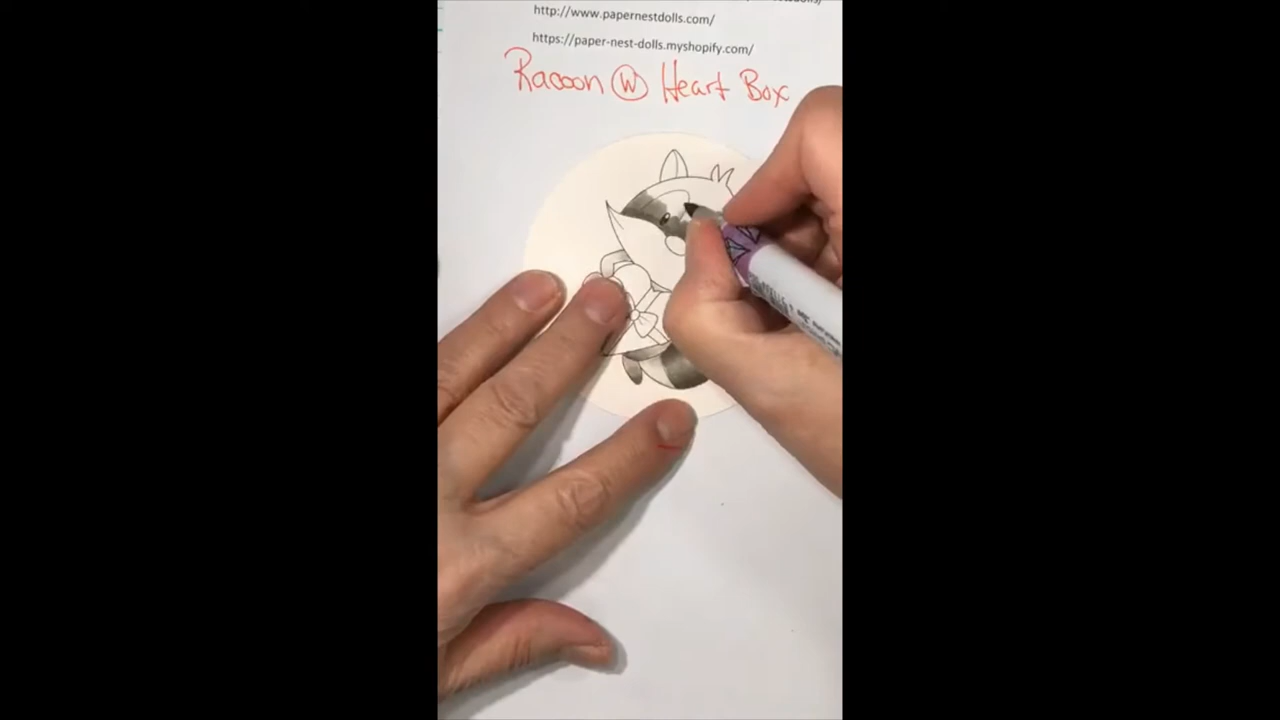 http://www.papernestdolls.com/
https://paper-nest-dolls.myshopify.com/
Racoon W Heart Box